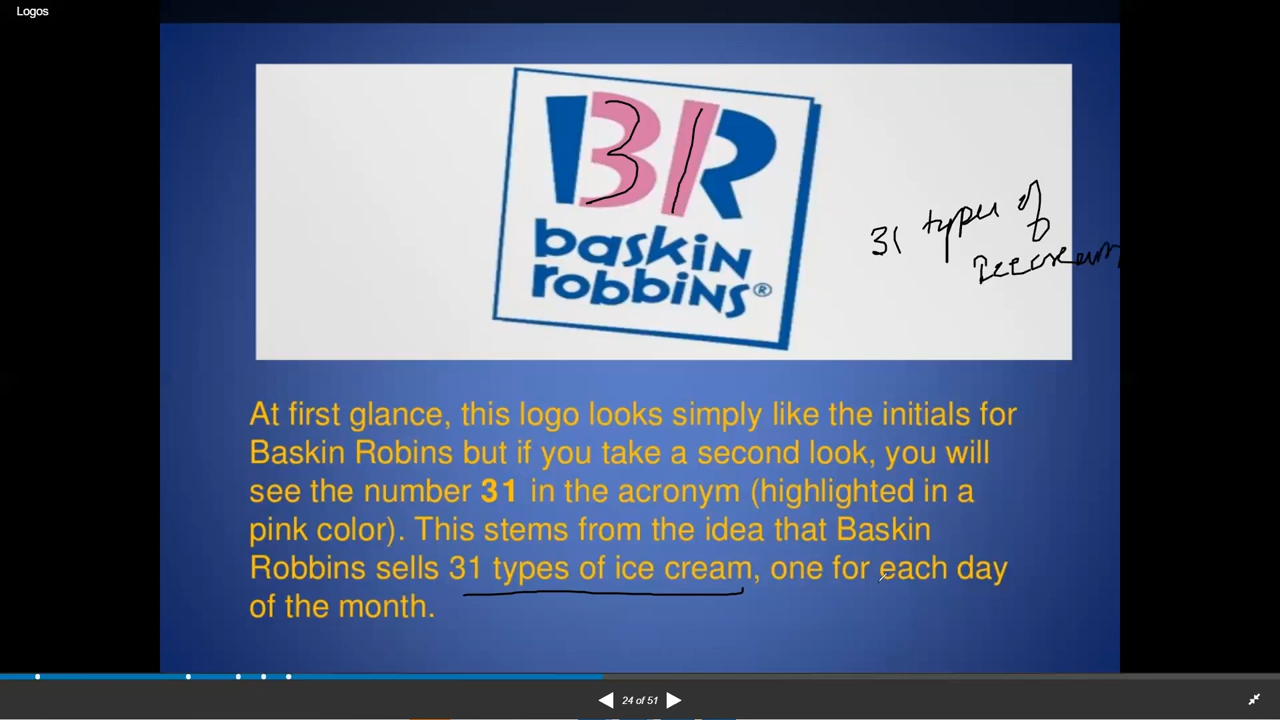 Logos
BR
baskin
robbins®
31 types of
Icecream
At first glance, this logo looks simply like the initials for
Baskin Robins but if you take a second look, you will
see the number 31 in the acronym (highlighted in a
pink color). This stems from the idea that Baskin
Robbins sells 31 types of ice cream, one for each day
of the month.
24 of 51